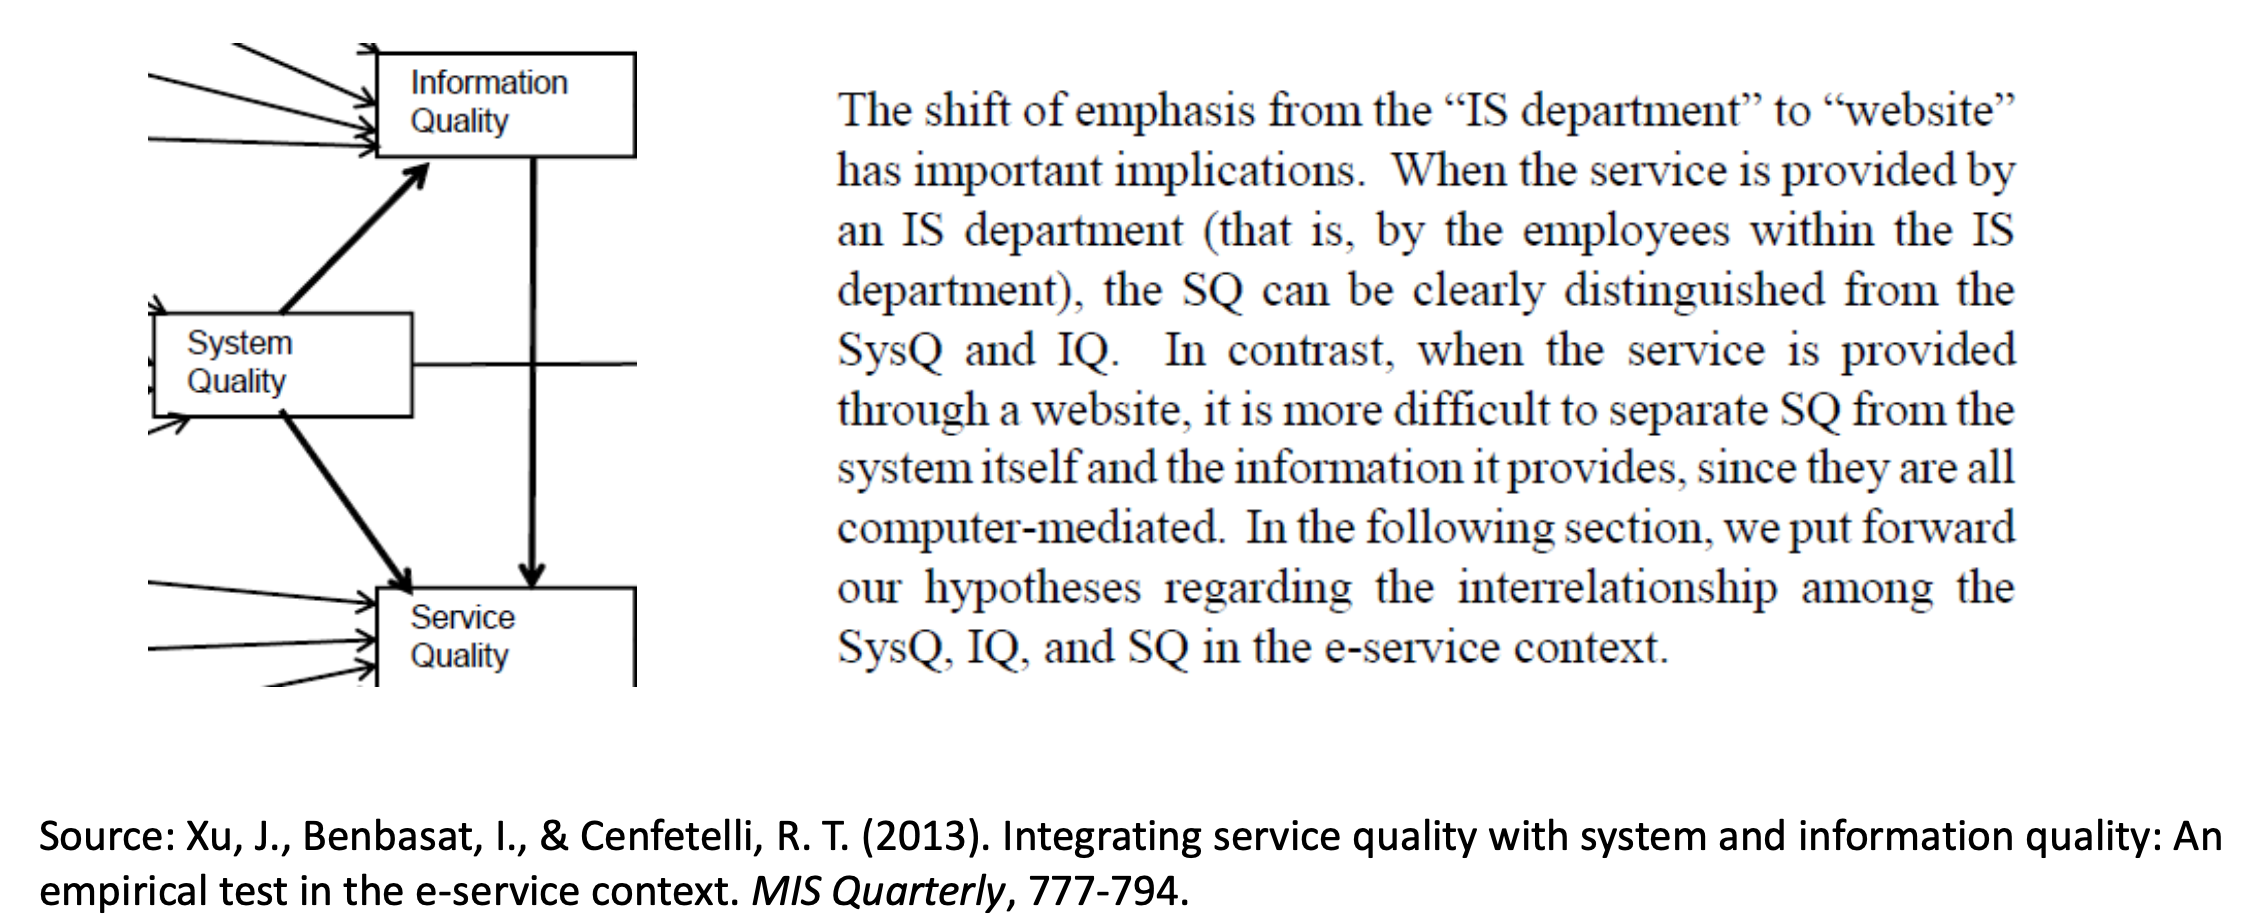 Information
Quality
System
Quality
Service
Quality
The shift of emphasis from the “IS department” to “website”
has important implications. When the service is provided by
an IS department (that is, by the employees within the IS
department), the SQ can be clearly distinguished from the
SysQ and IQ. In contrast, when the service is provided
through a website, it is more difficult to separate SQ from the
system itself and the information it provides, since they are all
computer-mediated. In the following section, we put forward
our hypotheses regarding the interrelationship among the
SysQ, IQ, and SQ in the e-service context.
Source: Xu, J., Benbasat, I., & Cenfetelli, R. T. (2013). Integrating service quality with system and information quality: An
empirical test in the e-service context. MIS Quarterly, 777-794.